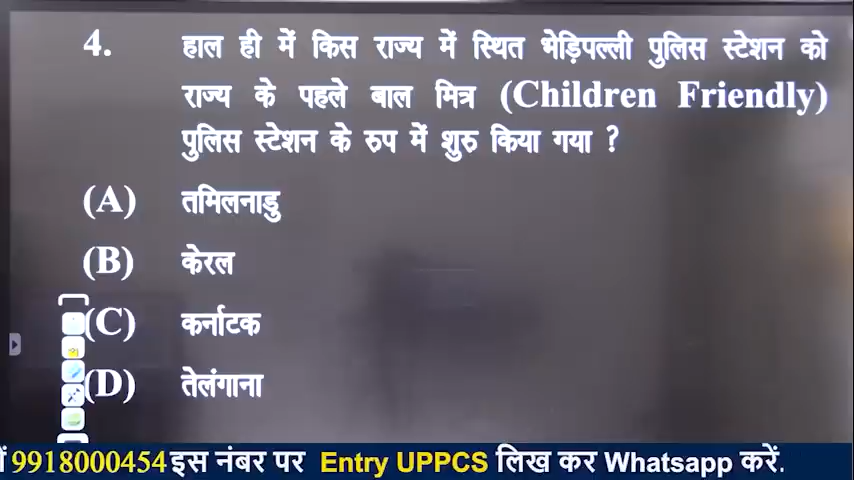 4. हाल ही में किस राज्य में स्थित भेड़िपल्ली पुलिस स्टेशन को
राज्य के पहले बाल मित्र (Children Friendly)
पुलिस स्टेशन के रुप में शुरु किया गया ?
(A) तमिलनाडु
(B) केरल
(C) कर्नाटक
(D) तेलंगाना
9918000454 इस नंबर पर Entry UPPCS लिख कर Whatsapp करें.